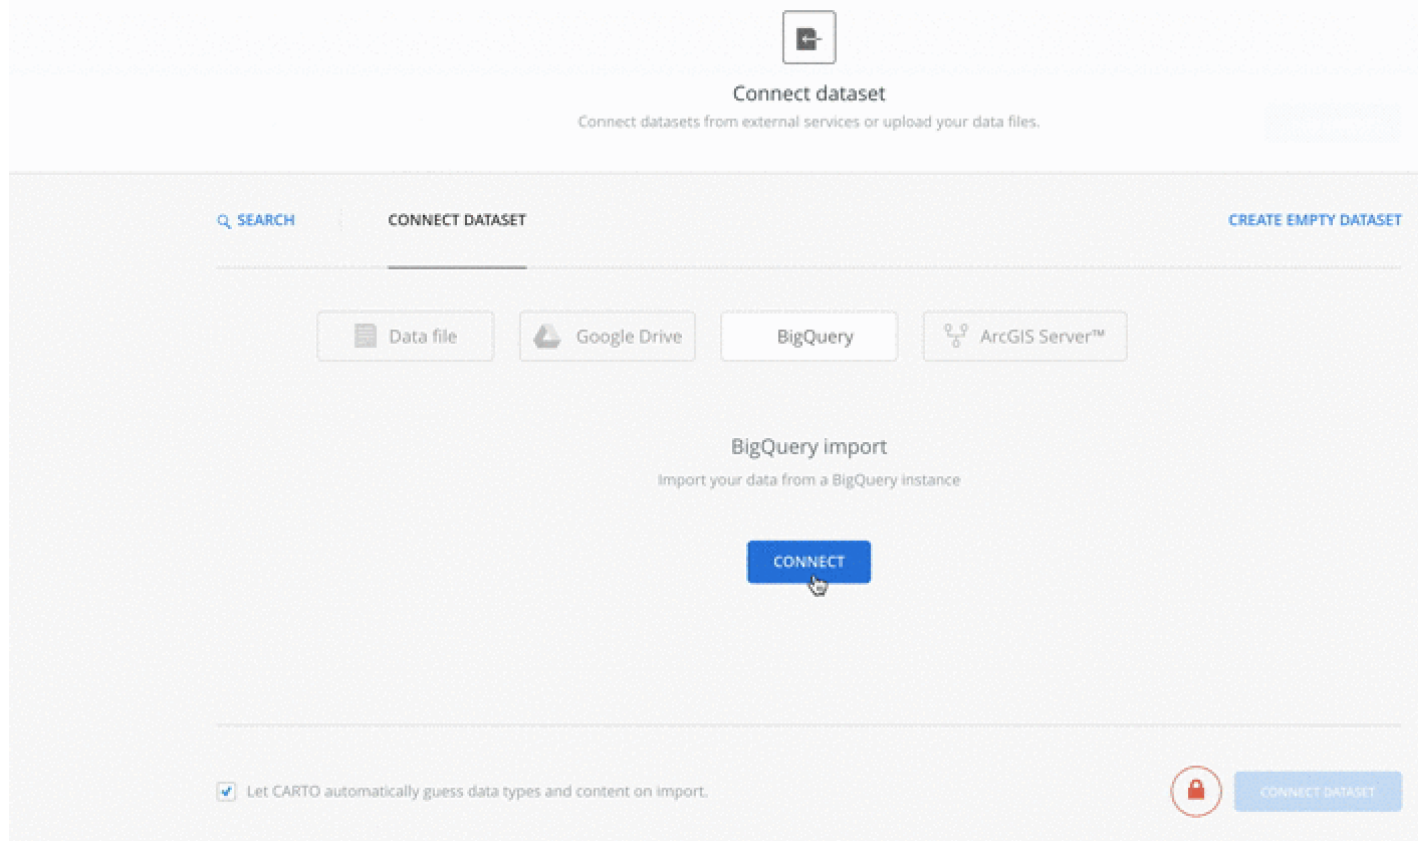 Connect dataset
Connect datasets from external services or upload your data files.
SEARCH
CONNECT DATASET
CREATE EMPTY DATASET
Data file
Google Drive
BigQuery
ArcGIS Server™
BigQuery import
Import your data from a BigQuery instance
CONNECT
Let CARTO automatically guess data types and content on import.
CONNECT DATASET